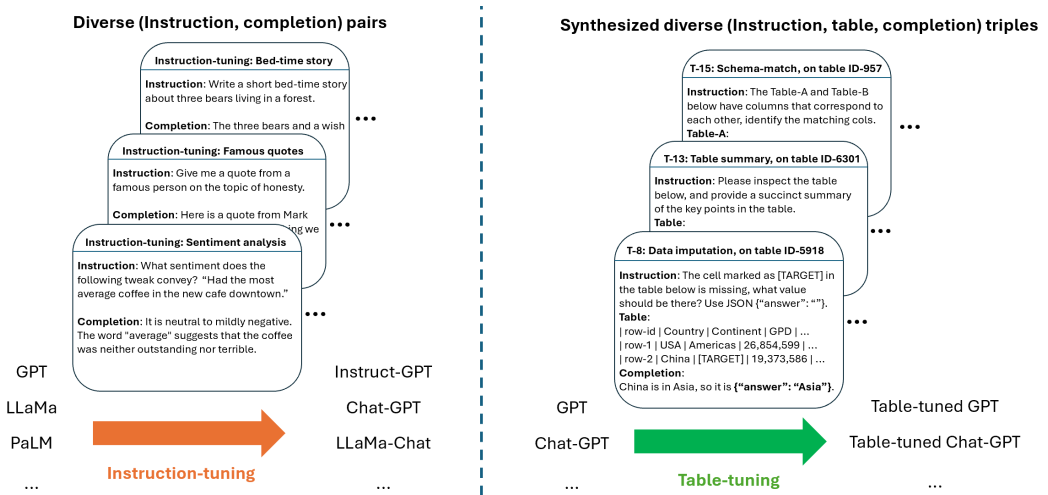 Diverse (Instruction, completion) pairs
Instruction-tuning: Bed-time story
Instruction: Write a short bed-time story
about three bears living in a forest.
Completion: The three bears and a wish
...
Instruction-tuning: Famous quotes
Instruction: Give me a quote from a
famous person on the topic of honesty.
Completion: Here is a quote from Mark
ing we
...
Instruction-tuning: Sentiment analysis
Instruction: What sentiment does the
following tweak convey? “Had the most
average coffee in the new cafe downtown.”
Completion: It is neutral to mildly negative.
The word "average" suggests that the coffee
was neither outstanding nor terrible.
...
GPT
LLaMa
PaLM
...
Instruction-tuning
Instruct-GPT
Chat-GPT
LLaMa-Chat
...
Synthesized diverse (Instruction, table, completion) triples
T-15: Schema-match, on table ID-957
Instruction: The Table-A and Table-B
below have columns that correspond to
each other, identify the matching cols.
Table-A:
...
T-13: Table summary, on table ID-6301
Instruction: Please inspect the table
below, and provide a succinct summary
of the key points in the table.
Table:
...
T-8: Data imputation, on table ID-5918
Instruction: The cell marked as [TARGET] in
the table below is missing, what value
should be there? Use JSON {“answer”: “”}.
Table:
| row-id | Country | Continent | GPD | ...
| row-1 | USA | Americas | 26,854,599 | ...
| row-2 | China | [TARGET] | 19,373,586 | ...
Completion:
China is in Asia, so it is {“answer”: “Asia”}.
...
GPT
Chat-GPT
...
Table-tuning
Table-tuned GPT
Table-tuned Chat-GPT
...